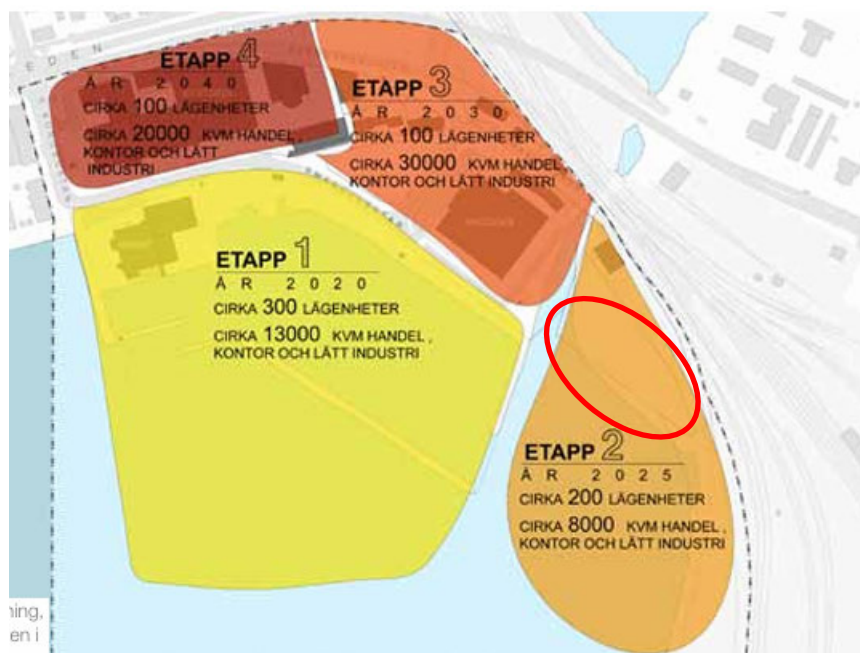 EDEN
ETAPP 4
ÅR 2040
CIRKA 100 LÄGENHETER
CIRKA 20000 KVM HANDEL,
KONTOR OCH LÄTT
INDUSTRI
ETAPP 3
ÅR 2030
CIRKA 100 LÄGENHETER
CIRKA 30000 KVM HANDEL,
KONTOR OCH LÄTT INDUSTRI
ETAPP 1
ÅR 2020
CIRKA 300 LÄGENHETER
CIRKA 13000 KVM HANDEL,
KONTOR OCH LÄTT INDUSTRI
ETAPP 2
ÅR 2025
CIRKA 200 LÄGENHETER
CIRKA 8000 KVM HANDEL,
KONTOR OCH LÄTT INDUSTRI
ning,
en i